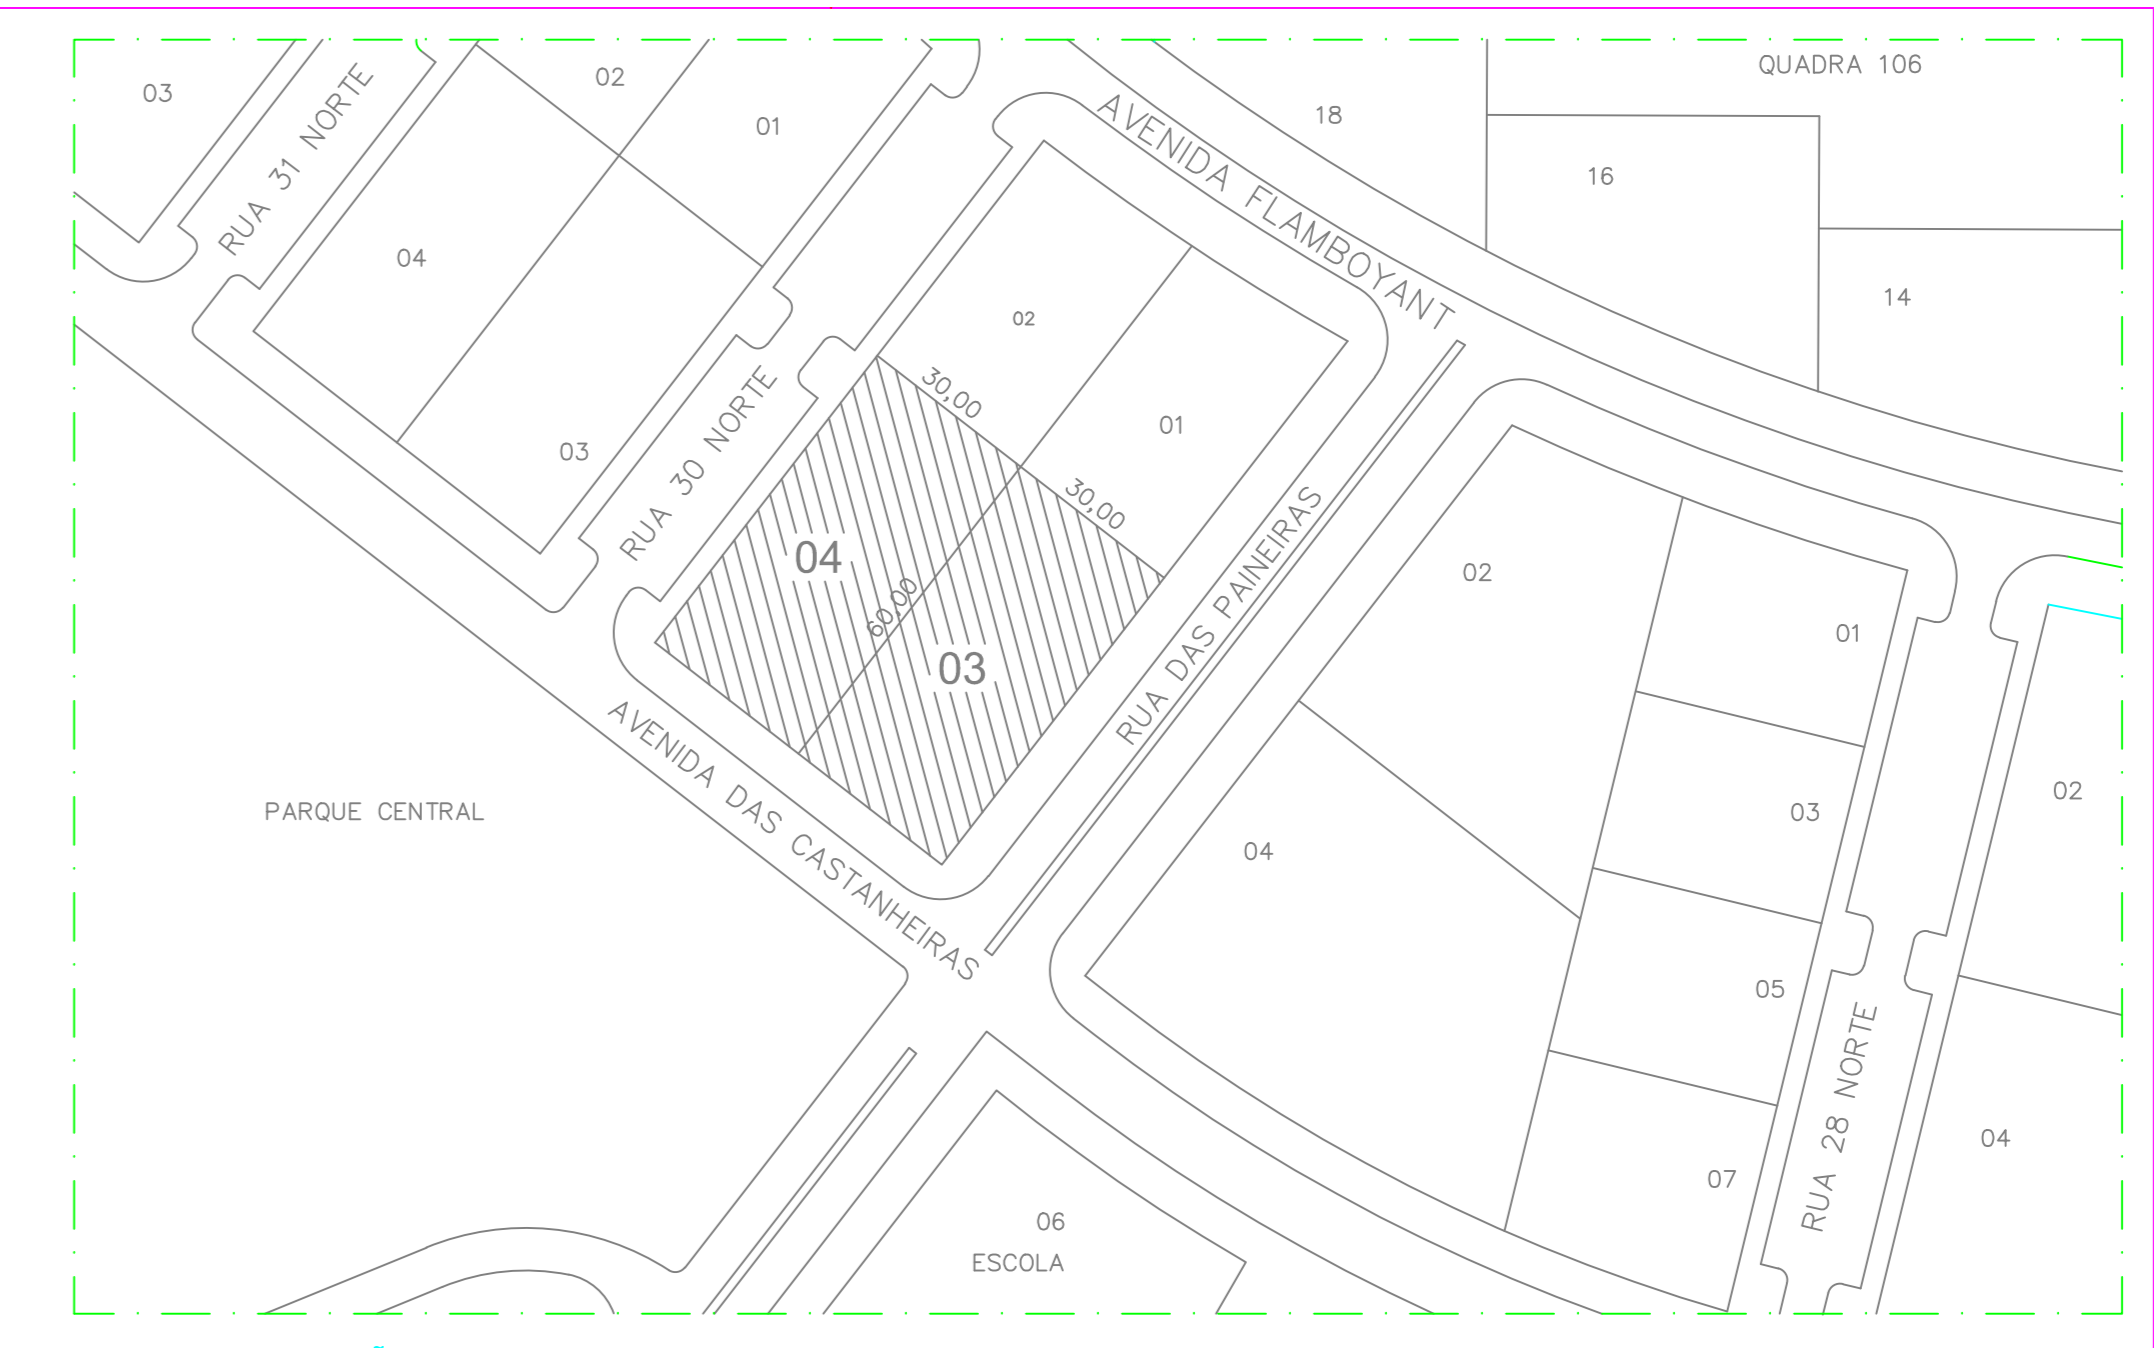 QUADRA 106
03
02
01
18
16
14
RUA 31 NORTE
AVENIDA FLAMBOYANT
04
02
30,00
01
03
RUA 30 NORTE
30,00
04
60,00
03
RUA DAS PAINEIRAS
02
01
AVENIDA DAS CASTANHEIRAS
PARQUE CENTRAL
03
02
04
05
RUA 28 NORTE
04
07
06
ESCOLA